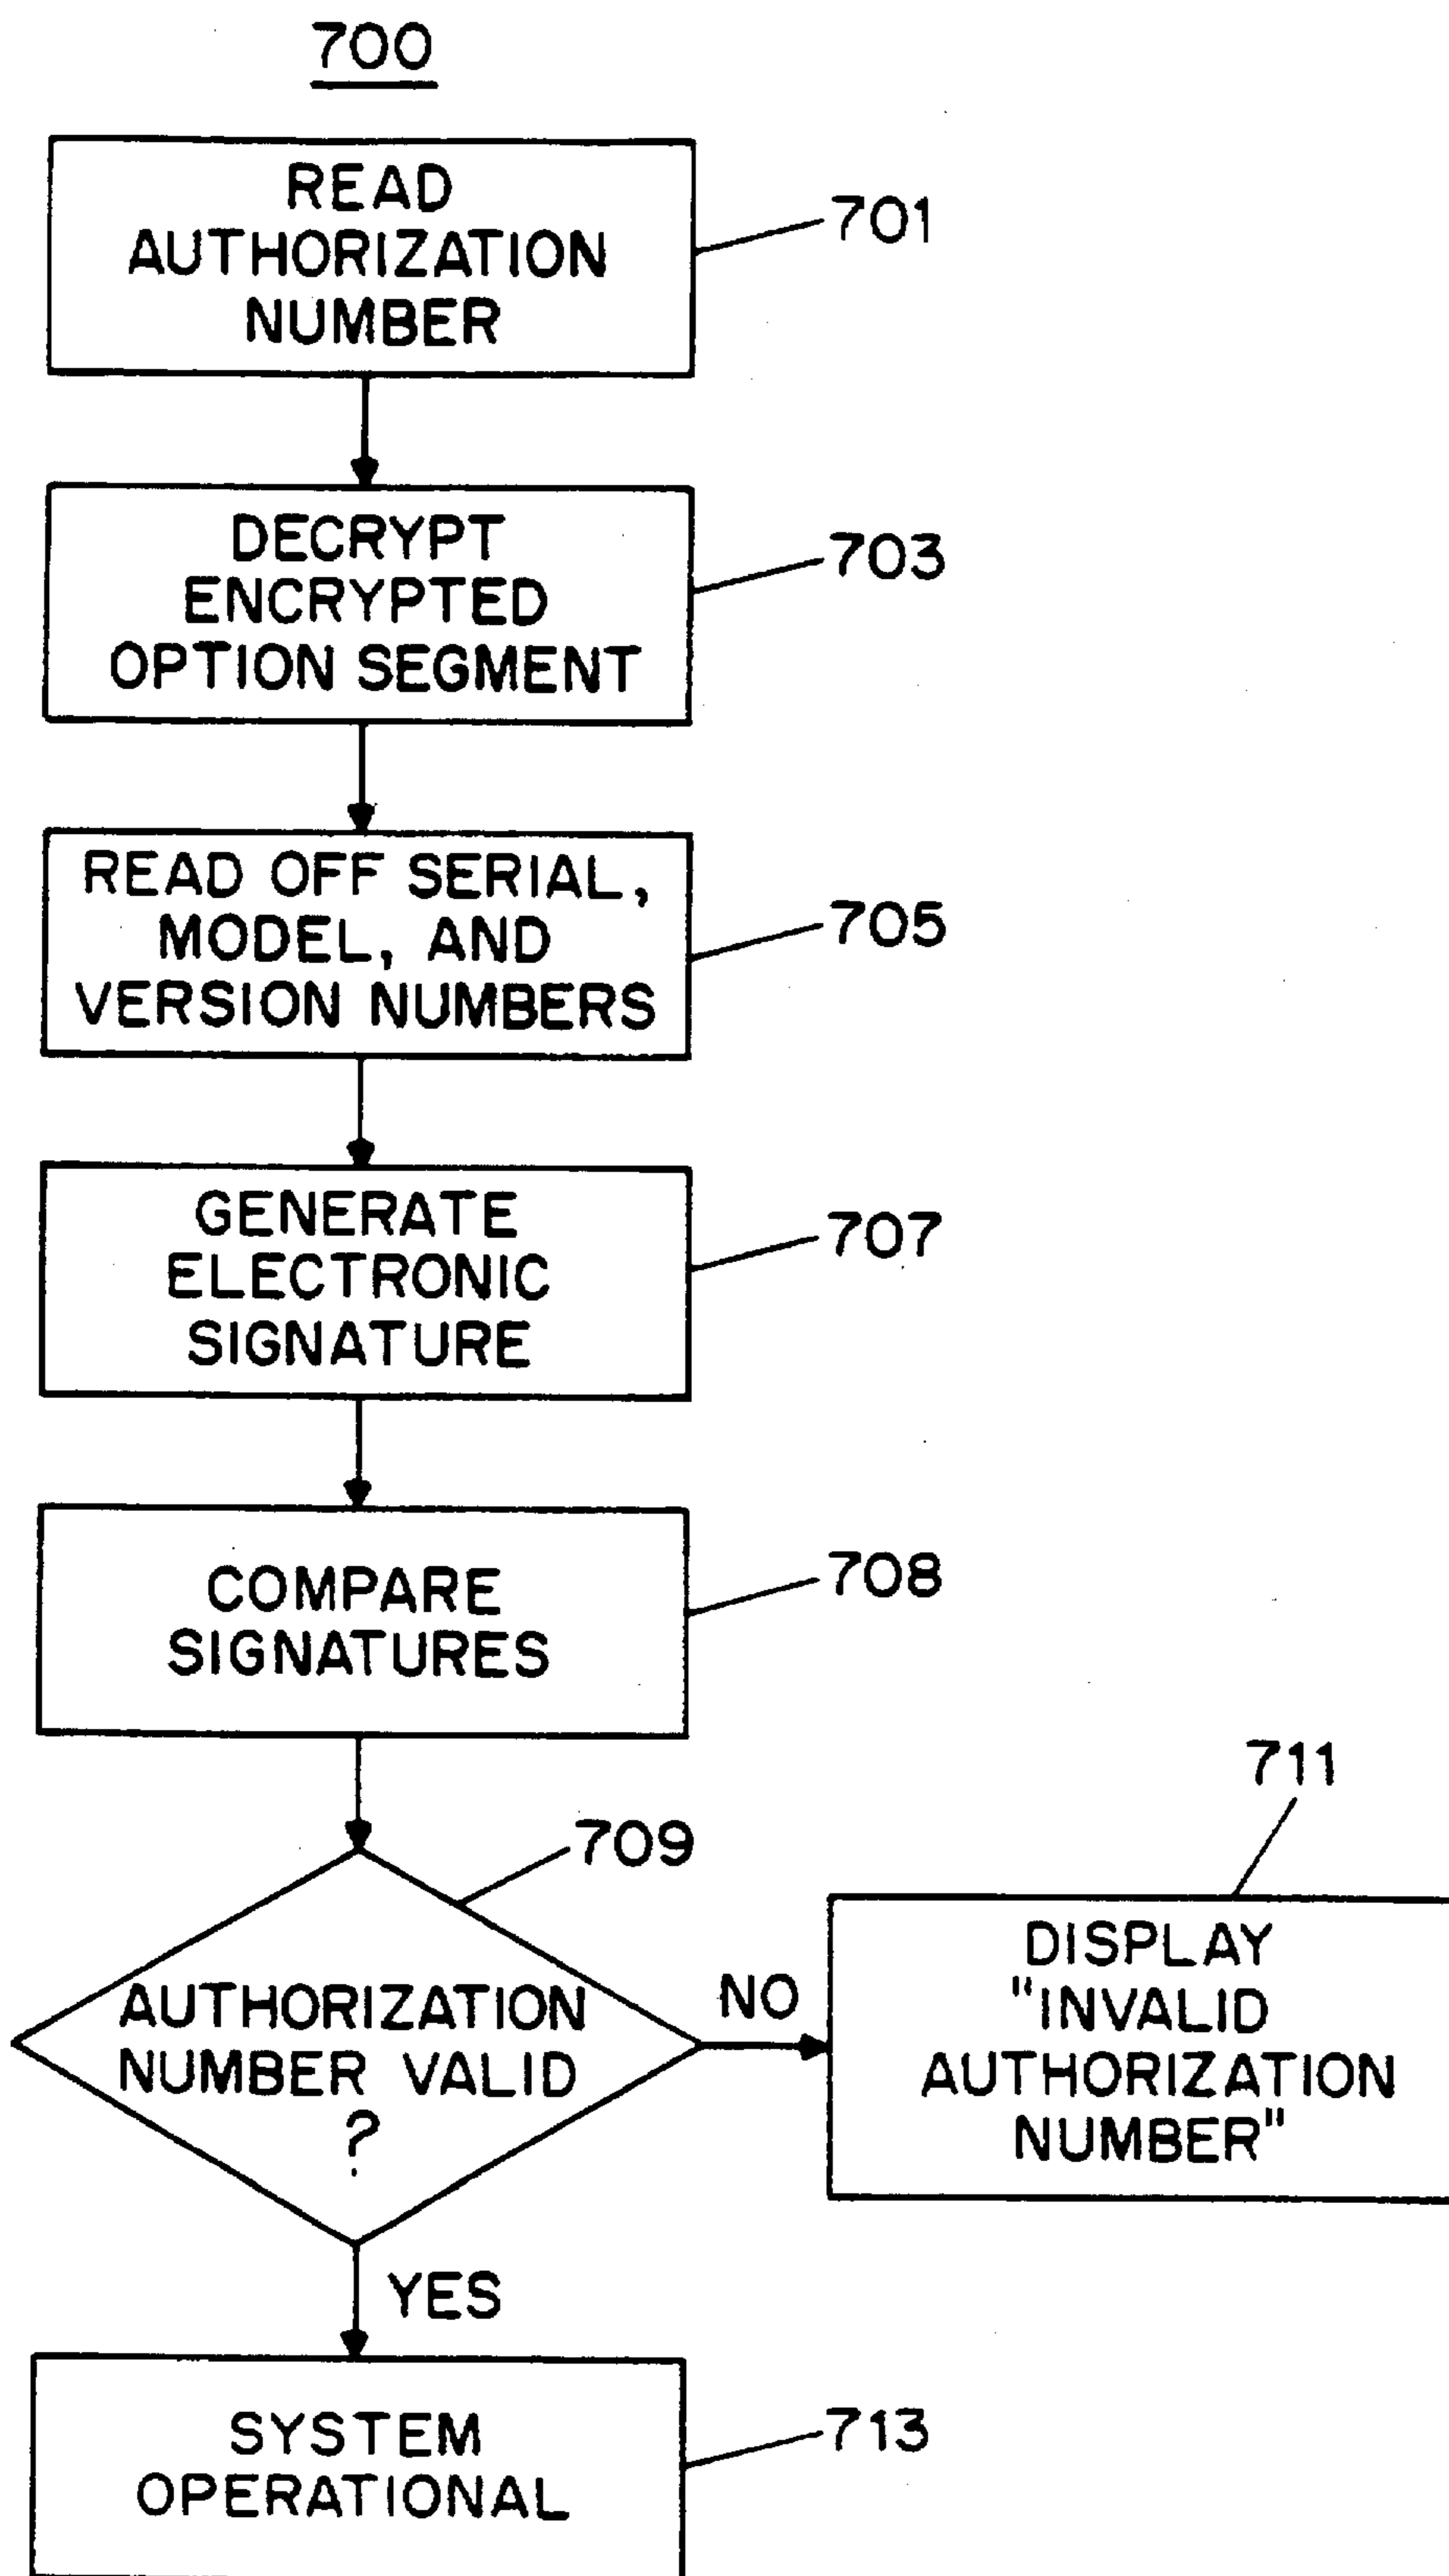 700
READ
AUTHORIZATION
NUMBER
701
DECRYPT
ENCRYPTED
OPTION SEGMENT
703
READ OFF SERIAL,
MODEL, AND
VERSION NUMBERS
705
GENERATE
ELECTRONIC
SIGNATURE
707
COMPARE
SIGNATURES
708
709
AUTHORIZATION
NUMBER VALID
?
NO
711
DISPLAY
"INVALID
AUTHORIZATION
NUMBER"
YES
SYSTEM
OPERATIONAL
713